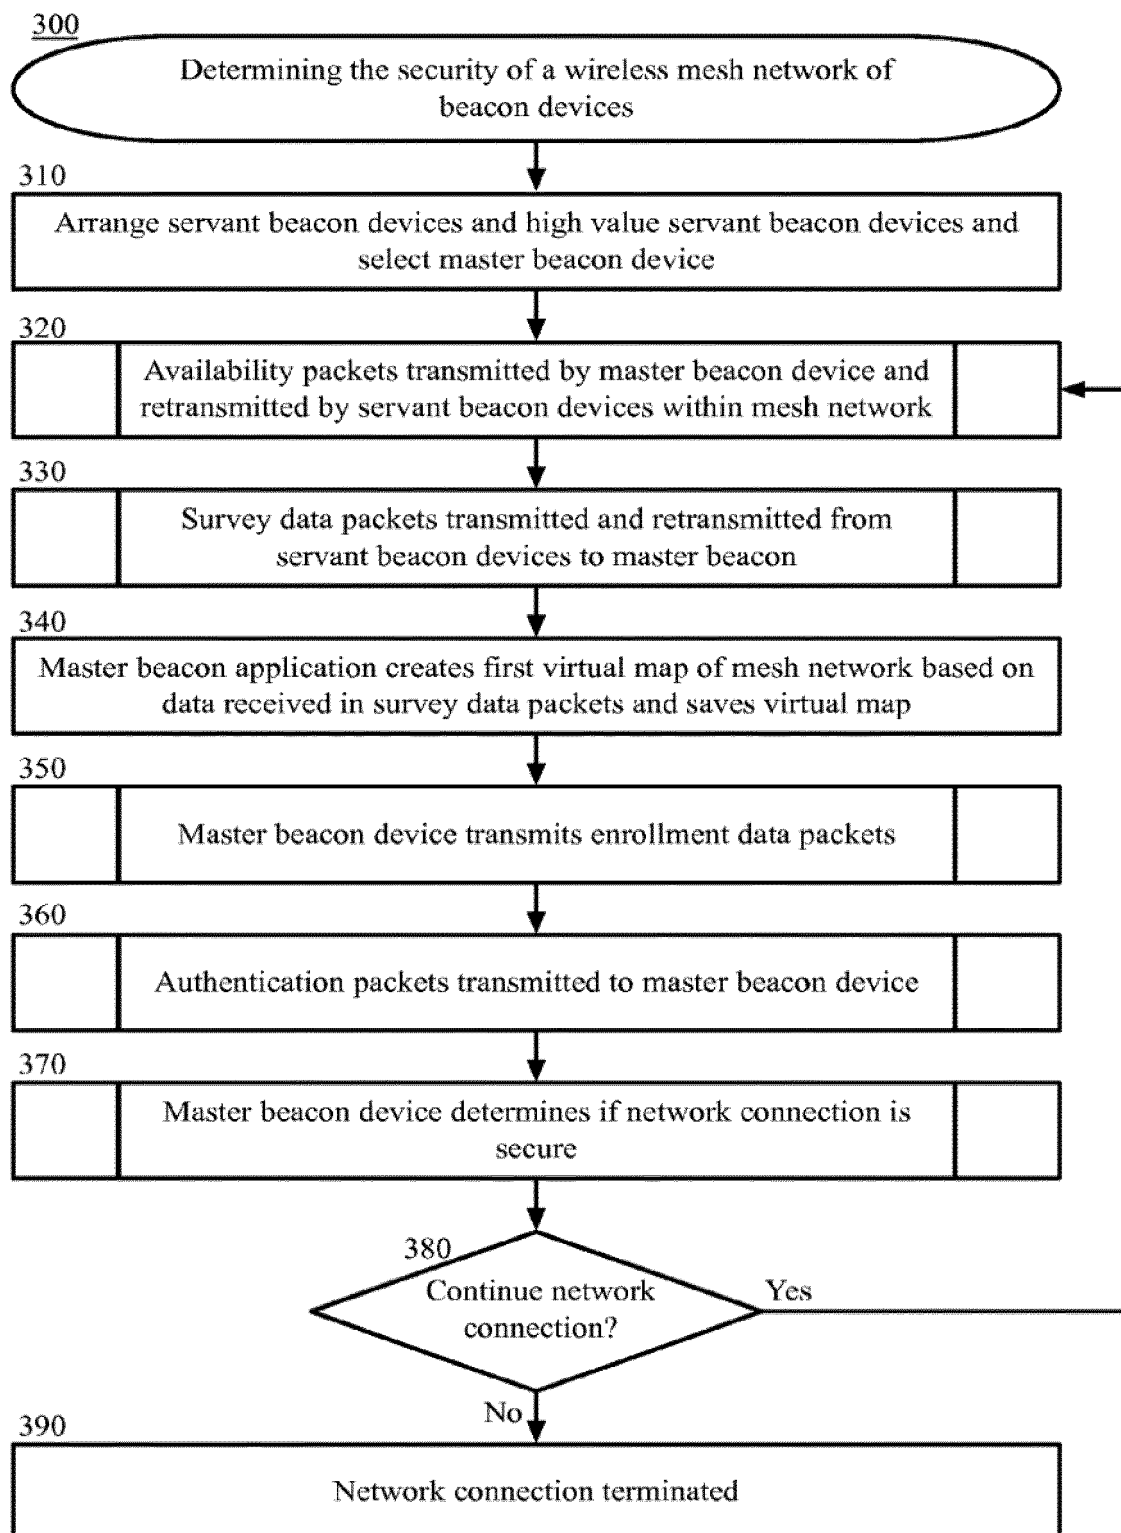 300
Determining the security of a wireless mesh network of
beacon devices
310
Arrange servant beacon devices and high value servant beacon devices and
select master beacon device
320
Availability packets transmitted by master beacon device and
retransmitted by servant beacon devices within mesh network
330
Survey data packets transmitted and retransmitted from
servant beacon devices to master beacon
340
Master beacon application creates first virtual map of mesh network based on
data received in survey data packets and saves virtual map
350
Master beacon device transmits enrollment data packets
360
Authentication packets transmitted to master beacon device
370
Master beacon device determines if network connection is
secure
380
Continue network
connection?
Yes
No
390
Network connection terminated